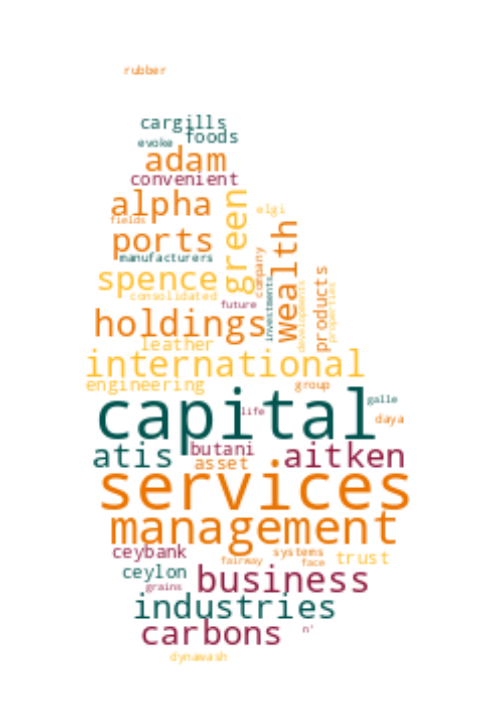 rubber
cargills
evoke foods
adam
convenient
alpha green elgi
fields
ports wealth
manufacturers company
spence investments products
consolidated developments properties
future
holdings
leather
international
engineering group
capital galle
life daya
atis butani aitken
asset
services
management
ceybank systems
fairway face trust
ceylon
grains business
industries
carbons n'
dynawash